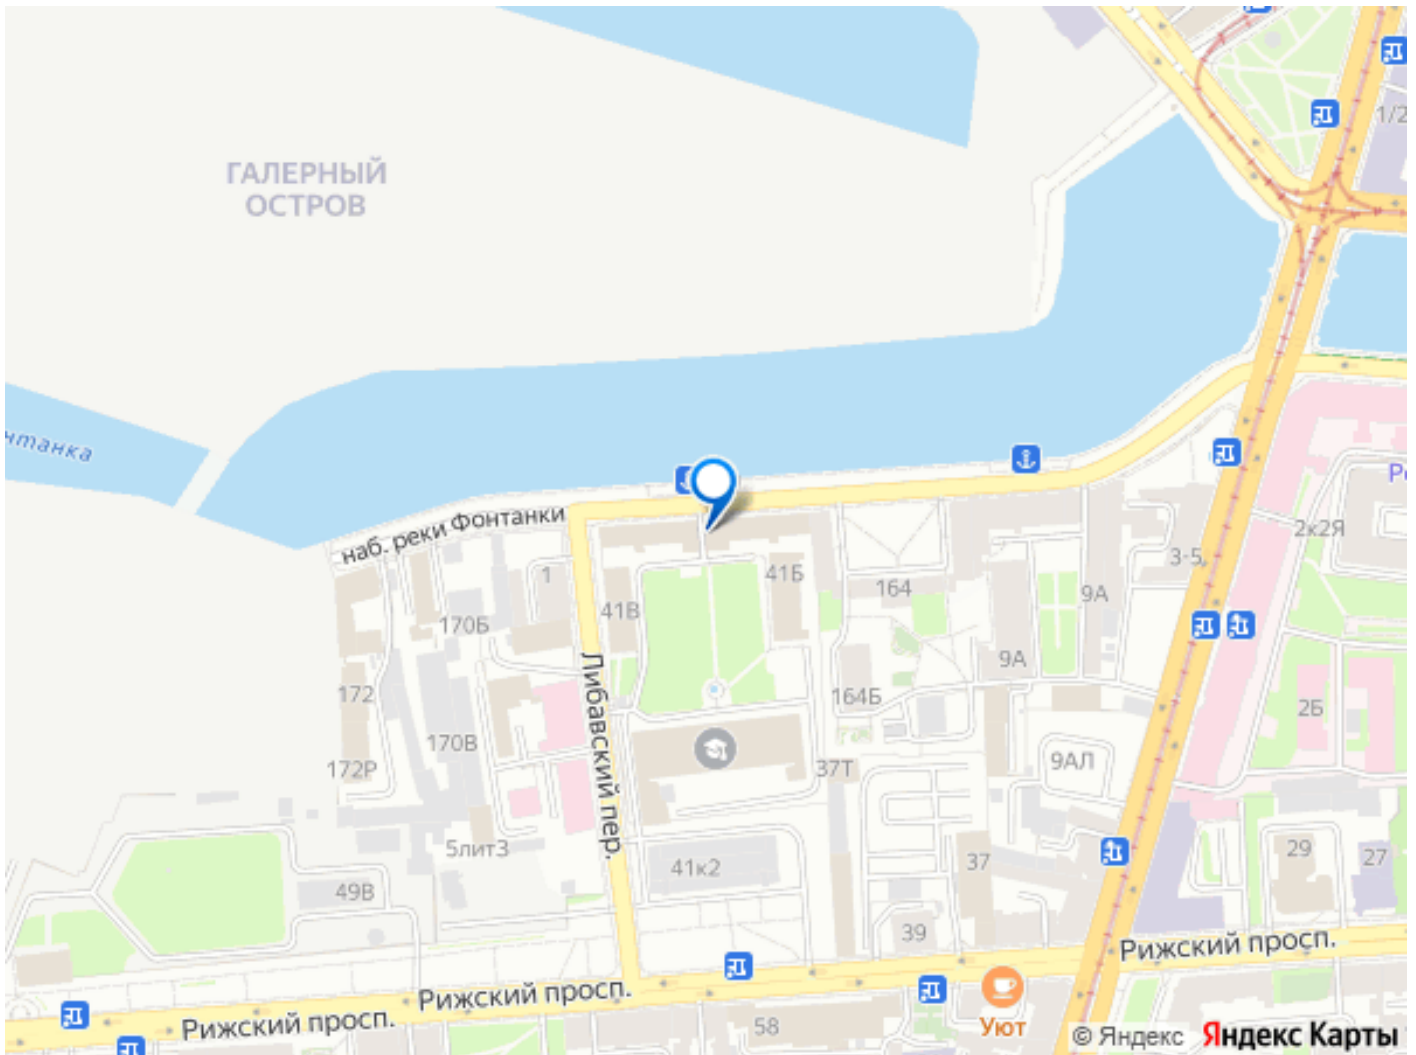 ГАЛЕРНЫЙ
ОСТРОВ
1/2
нтанка
наб. реки Фонтанки
2к2Я
3-5
1
41Б
164
9А
41В
170Б
9А
172
164Б
2Б
Либавский пер.
170В
172Р
37Т
9АЛ
5лит3
41к2
37
29
27
49В
39
Рижский просп.
Рижский просп.
Рижский просп.
58
Уют
© Яндекс Яндекс Карты